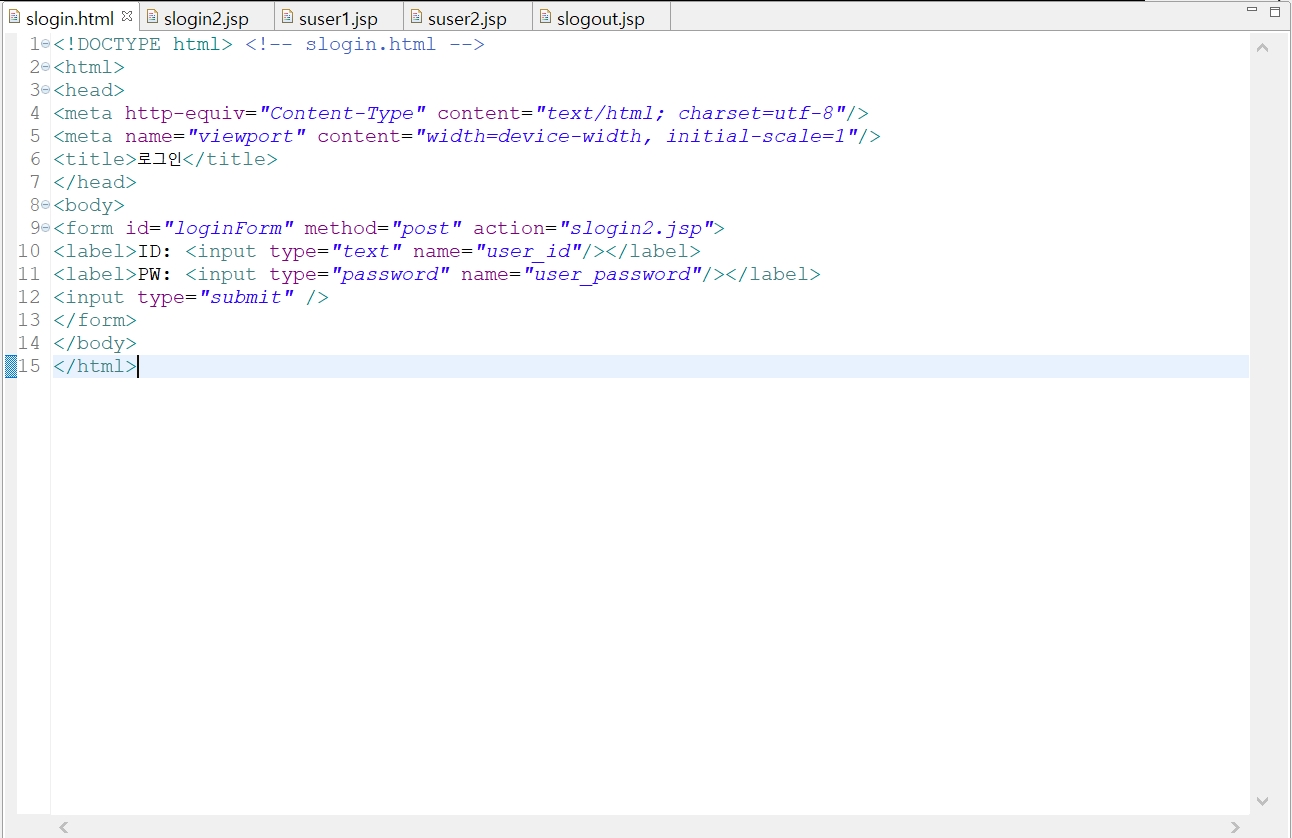 slogin.html slogin2.jsp suser1.jsp suser2.jsp slogout.jsp
1 <!DOCTYPE html> <!-- slogin.html -->
2 <html>
3 <head>
4 <meta http-equiv="Content-Type" content="text/html; charset=utf-8"/>
5 <meta name="viewport" content="width=device-width, initial-scale=1"/>
6 <title>로그인</title>
7 </head>
8 <body>
9 <form id="loginForm" method="post" action="slogin2.jsp">
10 <label>ID: <input type="text" name="user_id"/></label>
11 <label>PW: <input type="password" name="user_password"/></label>
12 <input type="submit" />
13 </form>
14 </body>
15 </html>